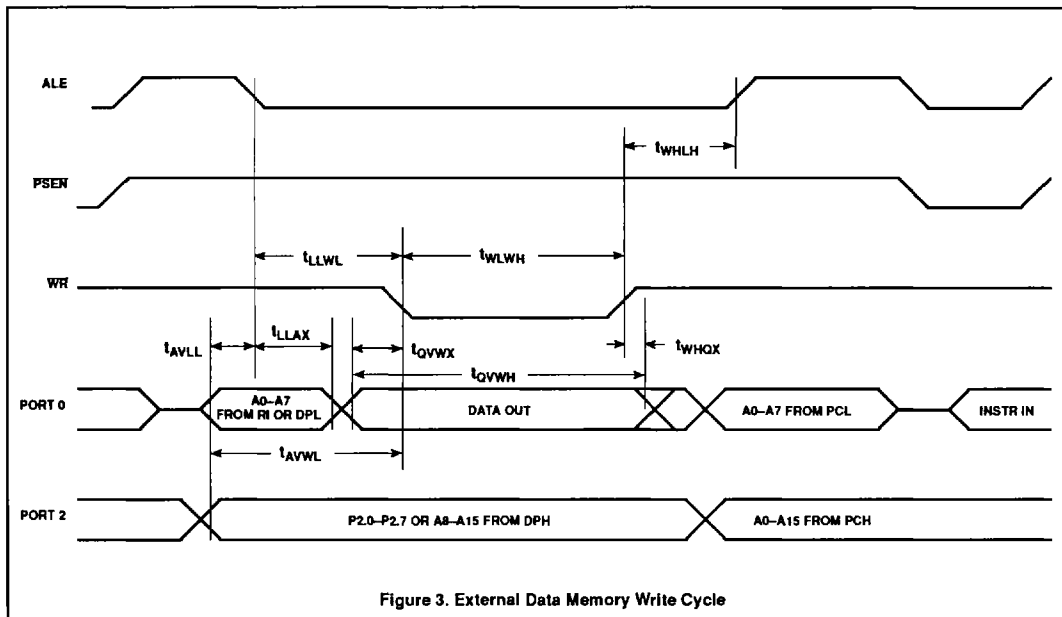 ALE
tWHLH
PSEN
tLLWL
tWLWH
WR
tAVLL
tLLAX
tQVWX
tWHQX
tQVWH
PORT 0
A0–A7
FROM RI OR DPL
DATA OUT
A0–A7 FROM PCL
INSTR IN
tAVWL
PORT 2
P2.0–P2.7 OR A8–A15 FROM DPH
A0–A15 FROM PCH
Figure 3. External Data Memory Write Cycle